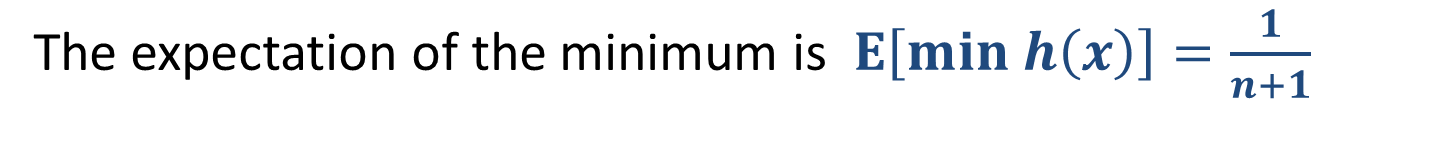 The expectation of the minimum is E[min h(x)] = 1/(n+1)